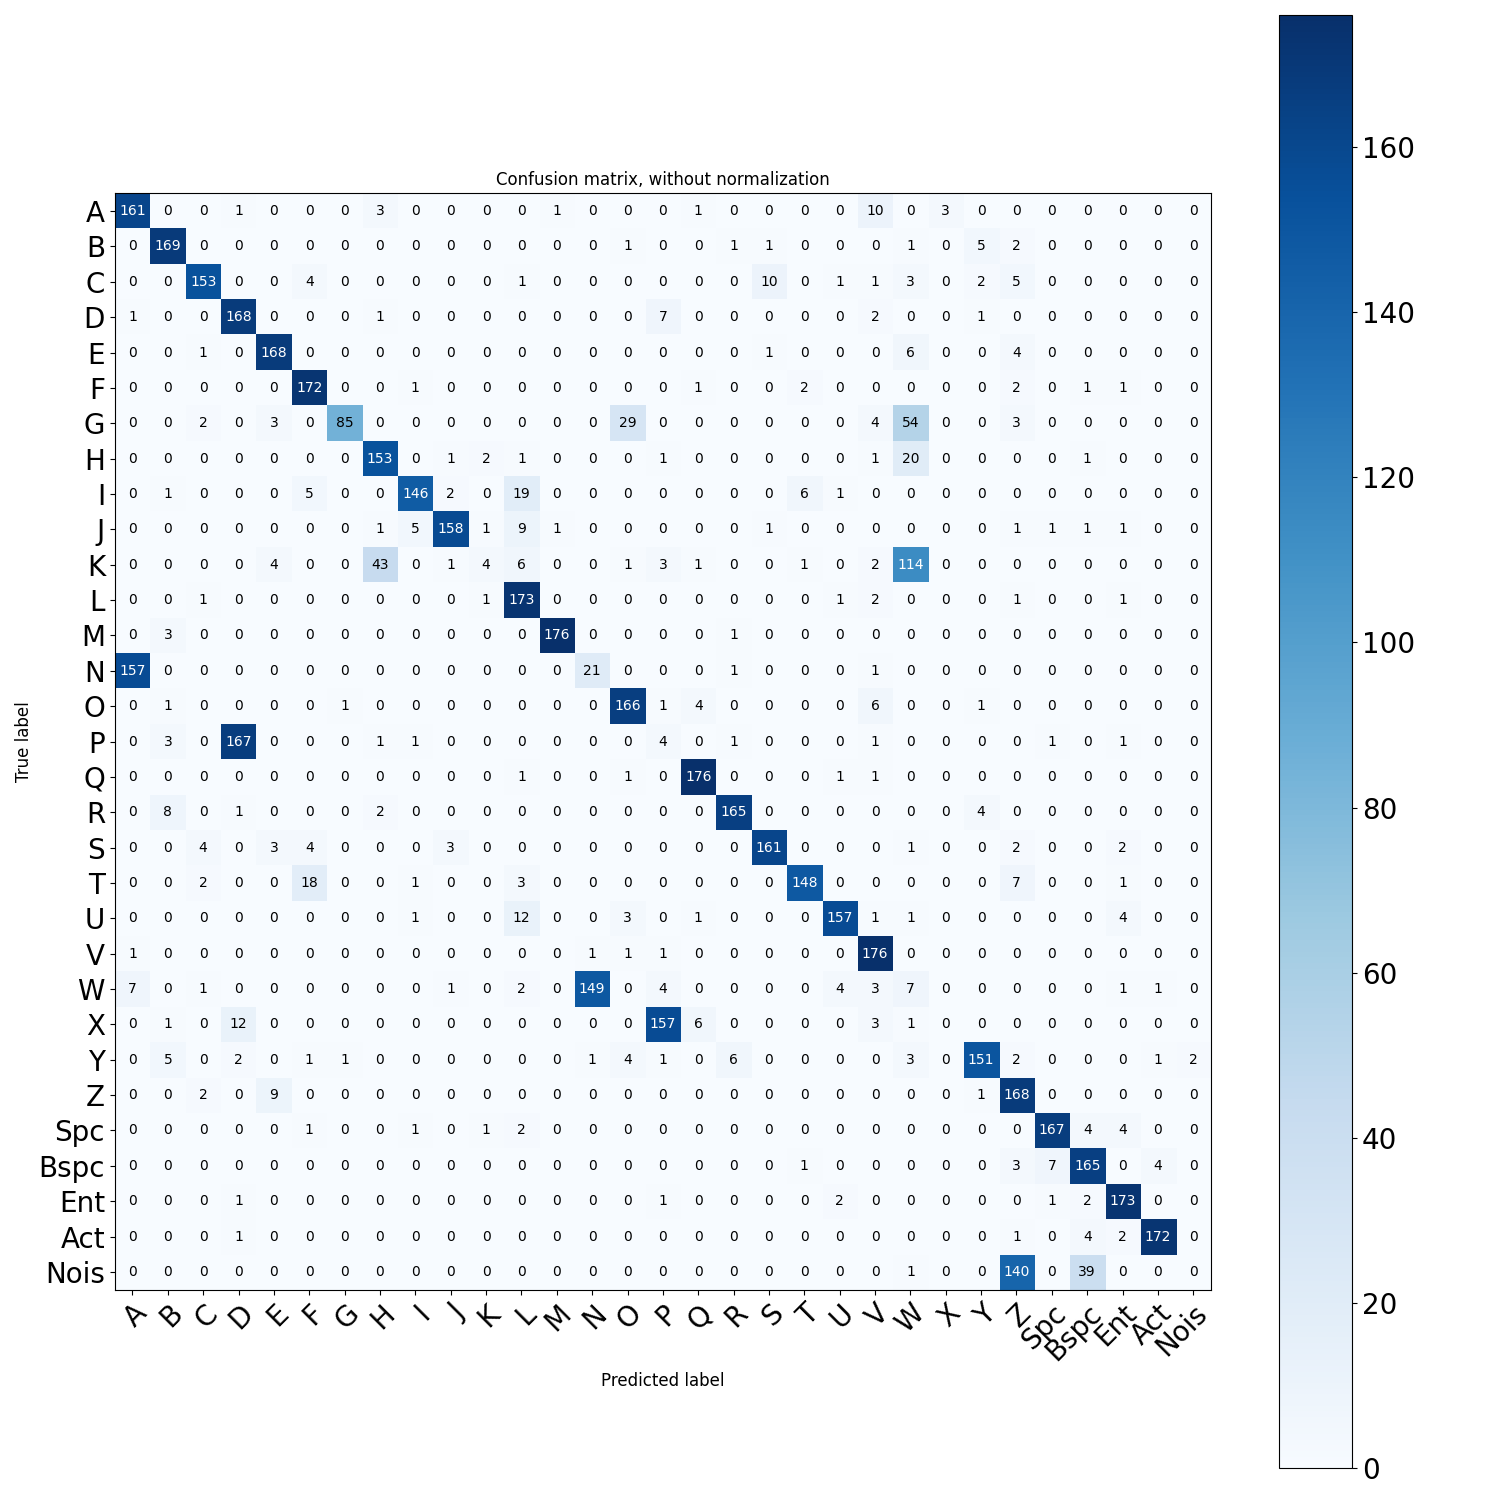 Confusion matrix, without normalization
A 161 0 0 1 0 0 0 3 0 0 0 0 1 0 0 0 1 0 0 0 0 10 0 3 0 0 0 0 0 0 0
B 0 169 0 0 0 0 0 0 0 0 0 0 0 0 1 0 0 1 1 0 0 0 1 0 5 2 0 0 0 0 0
C 0 0 153 0 0 4 0 0 0 0 0 1 0 0 0 0 0 0 10 0 1 1 3 0 2 5 0 0 0 0 0
D 1 0 0 168 0 0 0 1 0 0 0 0 0 0 0 7 0 0 0 0 0 2 0 0 1 0 0 0 0 0 0
E 0 0 1 0 168 0 0 0 0 0 0 0 0 0 0 0 0 0 1 0 0 0 6 0 0 4 0 0 0 0 0
F 0 0 0 0 0 172 0 0 1 0 0 0 0 0 0 0 1 0 0 2 0 0 0 0 0 2 0 1 1 0 0
G 0 0 2 0 3 0 85 0 0 0 0 0 0 0 29 0 0 0 0 0 0 4 54 0 0 3 0 0 0 0 0
H 0 0 0 0 0 0 0 153 0 1 2 1 0 0 0 1 0 0 0 0 0 1 20 0 0 0 0 1 0 0 0
I 0 1 0 0 0 5 0 0 146 2 0 19 0 0 0 0 0 0 0 6 1 0 0 0 0 0 0 0 0 0 0
J 0 0 0 0 0 0 0 1 5 158 1 9 1 0 0 0 0 0 1 0 0 0 0 0 0 1 1 1 1 0 0
K 0 0 0 0 4 0 0 43 0 1 4 6 0 0 1 3 1 0 0 1 0 2 114 0 0 0 0 0 0 0 0
L 0 0 1 0 0 0 0 0 0 0 1 173 0 0 0 0 0 0 0 0 1 2 0 0 0 1 0 0 1 0 0
M 0 3 0 0 0 0 0 0 0 0 0 0 176 0 0 0 0 1 0 0 0 0 0 0 0 0 0 0 0 0 0
N 157 0 0 0 0 0 0 0 0 0 0 0 0 21 0 0 0 1 0 0 0 1 0 0 0 0 0 0 0 0 0
O 0 1 0 0 0 0 1 0 0 0 0 0 0 0 166 1 4 0 0 0 0 6 0 0 1 0 0 0 0 0 0
P 0 3 0 167 0 0 0 1 1 0 0 0 0 0 0 4 0 1 0 0 0 1 0 0 0 0 1 0 1 0 0
Q 0 0 0 0 0 0 0 0 0 0 0 1 0 0 1 0 176 0 0 0 1 1 0 0 0 0 0 0 0 0 0
R 0 8 0 1 0 0 0 2 0 0 0 0 0 0 0 0 0 165 0 0 0 0 0 0 4 0 0 0 0 0 0
S 0 0 4 0 3 4 0 0 0 3 0 0 0 0 0 0 0 0 161 0 0 0 1 0 0 2 0 0 2 0 0
T 0 0 2 0 0 18 0 0 1 0 0 3 0 0 0 0 0 0 0 148 0 0 0 0 0 7 0 0 1 0 0
U 0 0 0 0 0 0 0 0 1 0 0 12 0 0 3 0 1 0 0 0 157 1 1 0 0 0 0 0 4 0 0
V 1 0 0 0 0 0 0 0 0 0 0 0 0 1 1 1 0 0 0 0 0 176 0 0 0 0 0 0 0 0 0
W 7 0 1 0 0 0 0 0 0 1 0 2 0 149 0 4 0 0 0 0 4 3 7 0 0 0 0 0 1 1 0
X 0 1 0 12 0 0 0 0 0 0 0 0 0 0 0 157 6 0 0 0 0 3 1 0 0 0 0 0 0 0 0
Y 0 5 0 2 0 1 1 0 0 0 0 0 0 1 4 1 0 6 0 0 0 0 3 0 151 2 0 0 0 1 2
Z 0 0 2 0 9 0 0 0 0 0 0 0 0 0 0 0 0 0 0 0 0 0 0 0 1 168 0 0 0 0 0
Spc 0 0 0 0 0 1 0 0 1 0 1 2 0 0 0 0 0 0 0 0 0 0 0 0 0 0 167 4 4 0 0
Bspc 0 0 0 0 0 0 0 0 0 0 0 0 0 0 0 0 0 0 0 1 0 0 0 0 0 3 7 165 0 4 0
Ent 0 0 0 1 0 0 0 0 0 0 0 0 0 0 0 1 0 0 0 0 2 0 0 0 0 0 1 2 173 0 0
Act 0 0 0 1 0 0 0 0 0 0 0 0 0 0 0 0 0 0 0 0 0 0 0 0 0 1 0 4 2 172 0
Nois 0 0 0 0 0 0 0 0 0 0 0 0 0 0 0 0 0 0 0 0 0 0 1 0 0 140 0 39 0 0 0
A B C D E F G H I J K L M N O P Q R S T U V W X Y Z Spc Bspc Ent Act Nois
Predicted label
True label
160
140
120
100
80
60
40
20
0